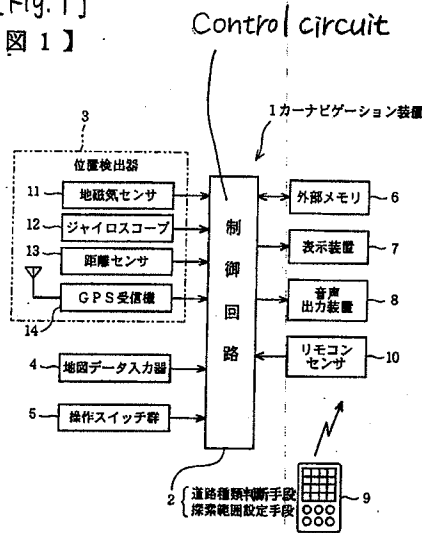 [Fig. 1]
図1】
Control circuit
1 カーナビゲーション装置
3
位置検出器
11 地磁気センサ
12 ジャイロスコープ
13 距離センサ
GPS受信機
14
4 地図データ入力器
5 操作スイッチ群
制御回路
2 { 道路種類判断手段
探索範囲設定手段
外部メモリ 6
表示装置 7
音声
出力装置 8
リモコン
センサ 10
9